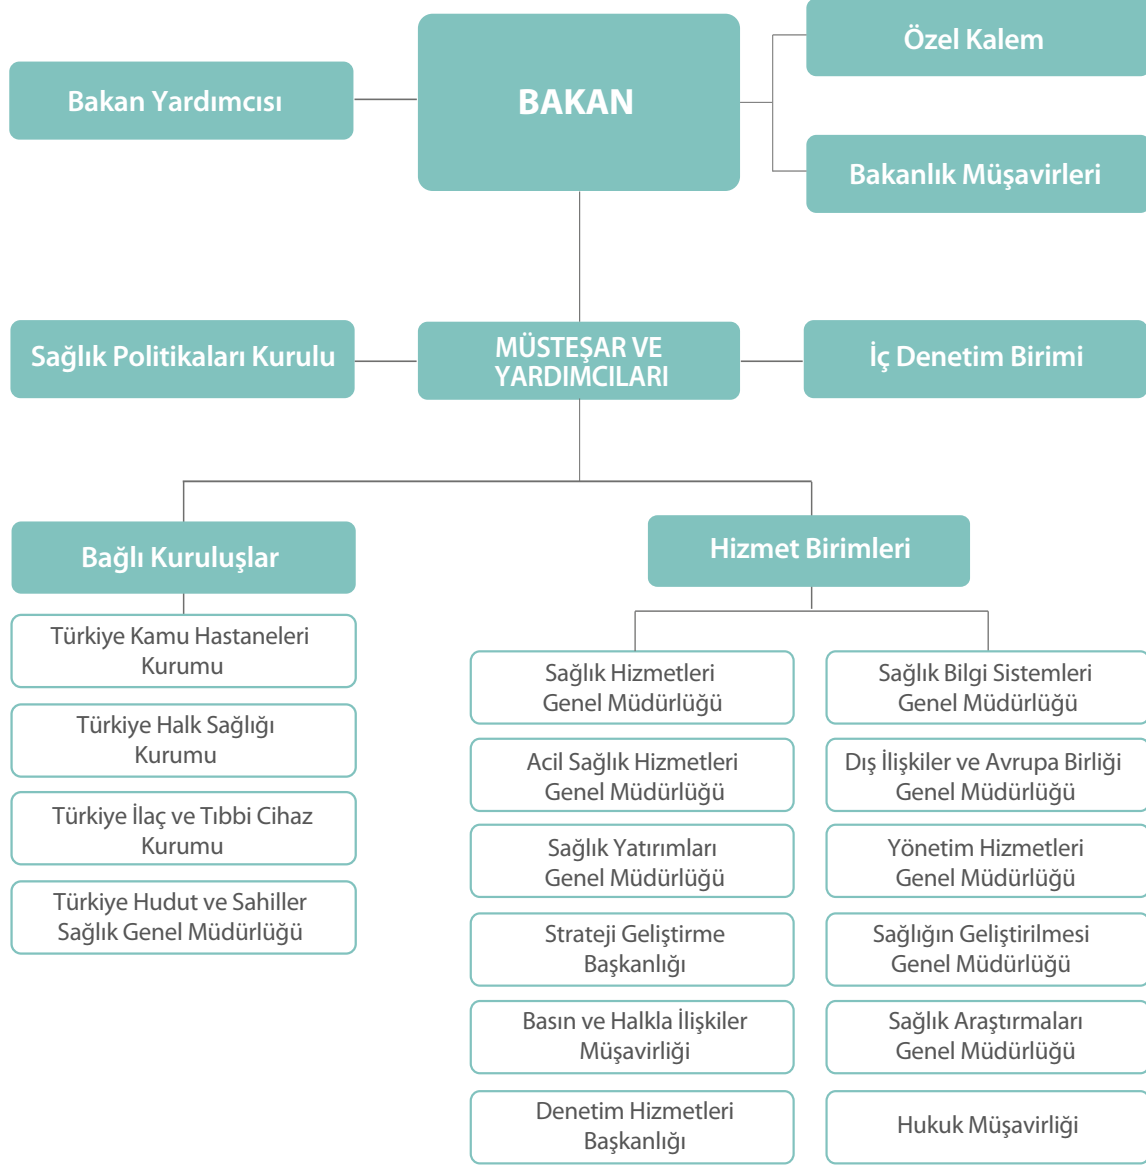 BAKAN
Bakan Yardımcısı
Özel Kalem
Bakanlık Müşavirleri
Sağlık Politikaları Kurulu
MÜSTEŞAR VE
YARDIMCILARI
İç Denetim Birimi
Bağlı Kuruluşlar
Türkiye Kamu Hastaneleri
Kurumu
Türkiye Halk Sağlığı
Kurumu
Türkiye İlaç ve Tıbbi Cihaz
Kurumu
Türkiye Hudut ve Sahiller
Sağlık Genel Müdürlüğü
Hizmet Birimleri
Sağlık Hizmetleri
Genel Müdürlüğü
Acil Sağlık Hizmetleri
Genel Müdürlüğü
Sağlık Yatırımları
Genel Müdürlüğü
Strateji Geliştirme
Başkanlığı
Basın ve Halkla İlişkiler
Müşavirliği
Denetim Hizmetleri
Başkanlığı
Sağlık Bilgi Sistemleri
Genel Müdürlüğü
Dış İlişkiler ve Avrupa Birliği
Genel Müdürlüğü
Yönetim Hizmetleri
Genel Müdürlüğü
Sağlığın Geliştirilmesi
Genel Müdürlüğü
Sağlık Araştırmaları
Genel Müdürlüğü
Hukuk Müşavirliği